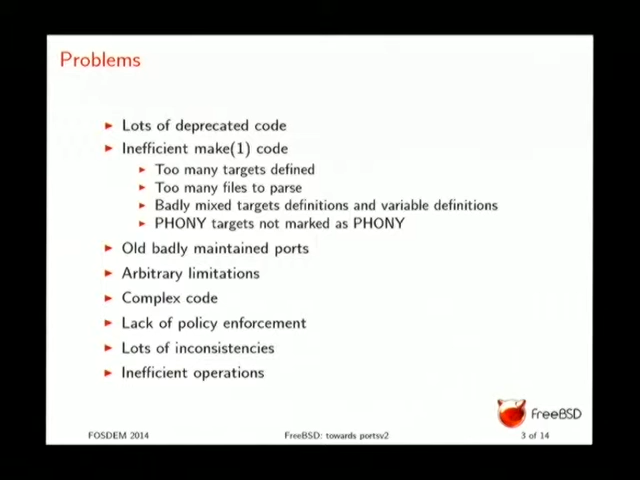 Problems
Lots of deprecated code
Inefficient make(1) code
Too many targets defined
Too many files to parse
Badly mixed targets definitions and variable definitions
PHONY targets not marked as PHONY
Old badly maintained ports
Arbitrary limitations
Complex code
Lack of policy enforcement
Lots of inconsistencies
Inefficient operations
FreeBSD
FOSDEM 2014 FreeBSD: towards portsv2 3 of 14